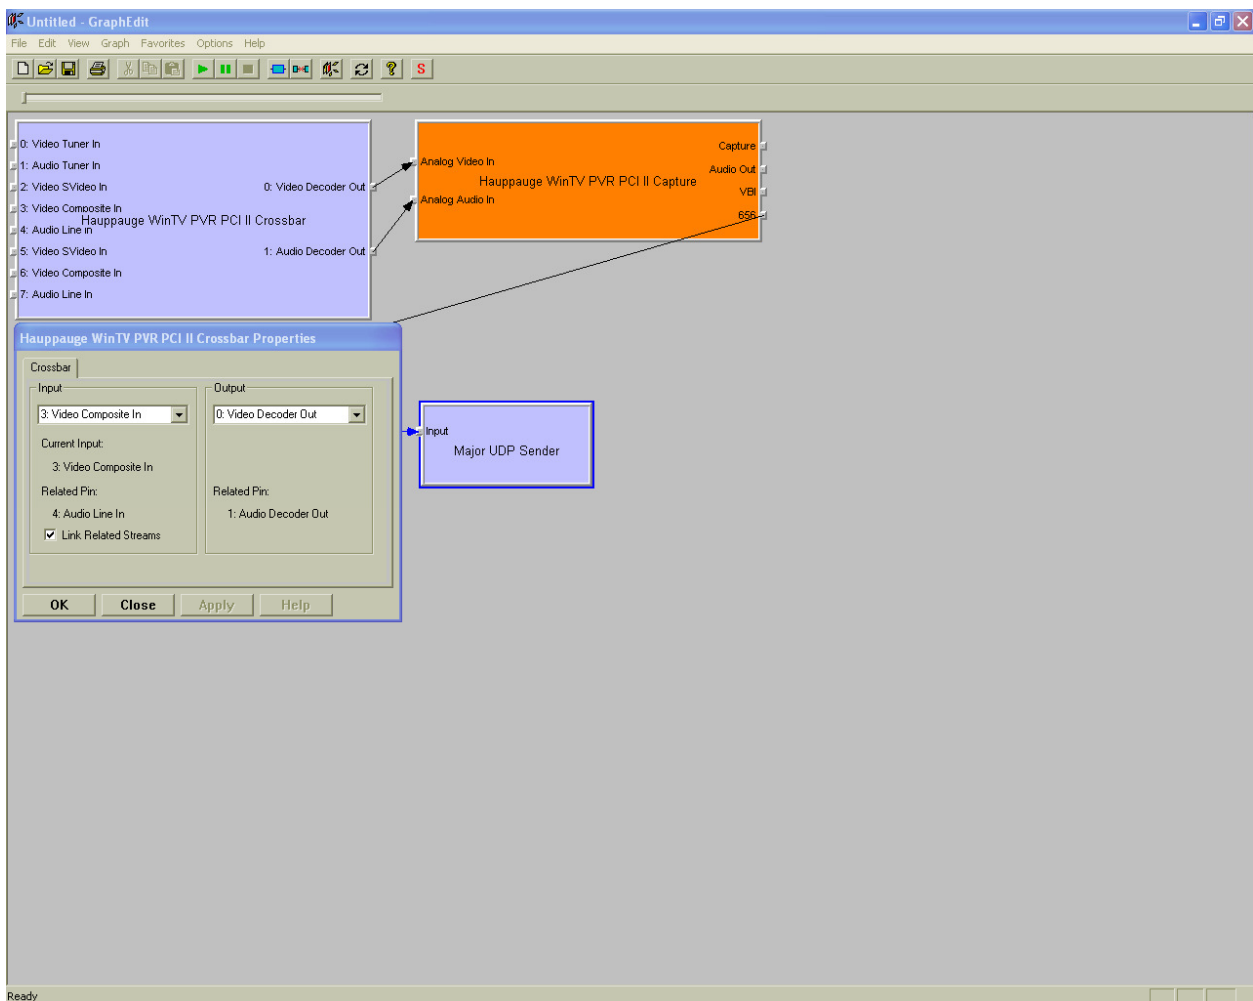 Untitled - GraphEdit
File Edit View Graph Favorites Options Help
S
0: Video Tuner In
1: Audio Tuner In
2: Video SVideo In
3: Video Composite In
4: Audio Line in
5: Video SVideo In
6: Video Composite In
7: Audio Line In
Hauppauge WinTV PVR PCI II Crossbar
0: Video Decoder Out
1: Audio Decoder Out
Analog Video In
Analog Audio In
Hauppauge WinTV PVR PCI II Capture
Capture
Audio Out
VBI
656
Hauppauge WinTV PVR PCI II Crossbar Properties
Crossbar
Input
3: Video Composite In
Current Input:
3: Video Composite In
Related Pin:
4: Audio Line In
Link Related Streams
Output
0: Video Decoder Out
Related Pin:
1: Audio Decoder Out
OK Close Apply Help
Input
Major UDP Sender
Ready